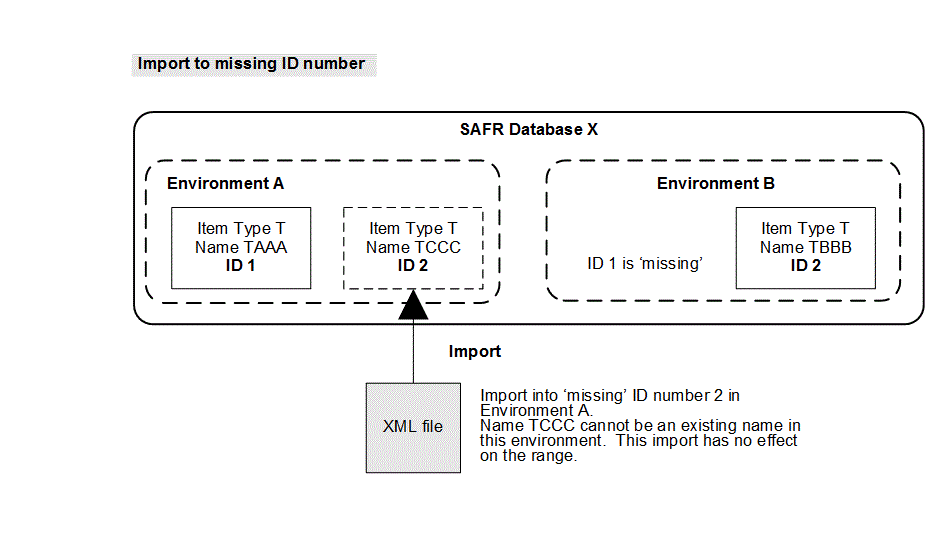 Import to missing ID number
SAFR Database X
Environment A
Item Type T
Name TAAA
ID 1
Item Type T
Name TCCC
ID 2
Environment B
ID 1 is ‘missing’
Item Type T
Name TBBB
ID 2
Import
XML file
Import into ‘missing’ ID number 2 in
Environment A.
Name TCCC cannot be an existing name in
this environment.  This import has no effect
on the range.